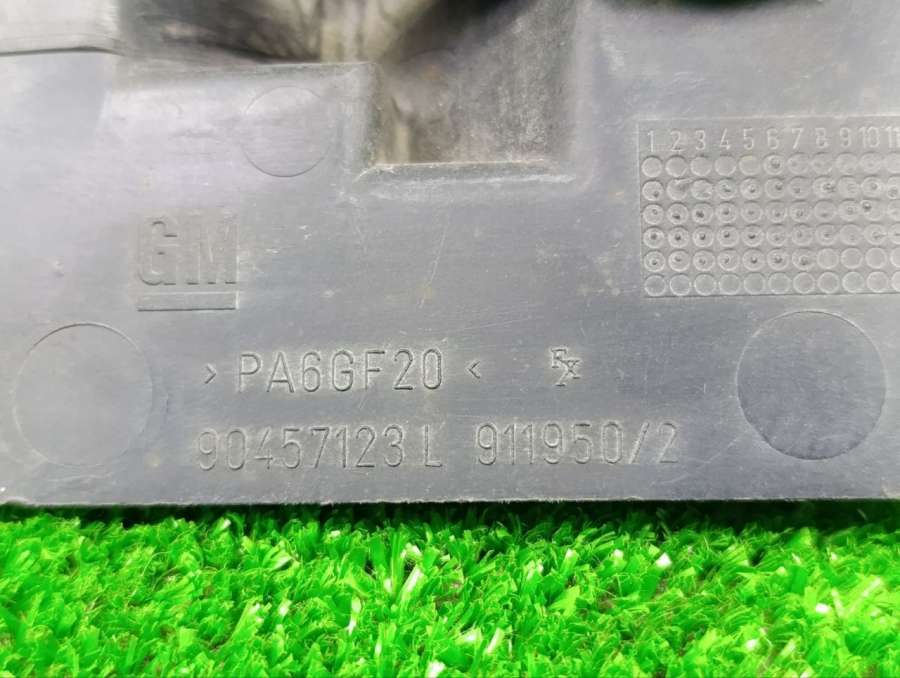 1 2 3 4 5 6 7 8 9 10 11
GM
>PA6GF20<
90457123 L 911950/2